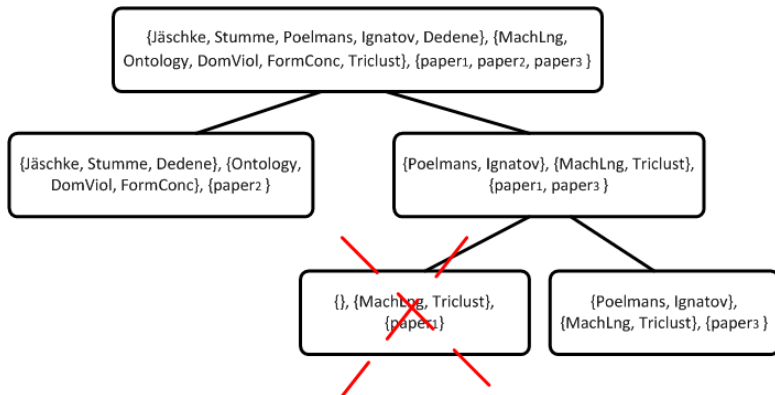 {Jäschke, Stumme, Poelmans, Ignatov, Dedene}, {MachLng,
Ontology, DomViol, FormConc, Triclust}, {paper1, paper2, paper3 }
{Jäschke, Stumme, Dedene}, {Ontology,
DomViol, FormConc}, {paper2 }
{Poelmans, Ignatov}, {MachLng, Triclust},
{paper1, paper3 }
{}, {MachLng, Triclust},
{paper1}
{Poelmans, Ignatov},
{MachLng, Triclust}, {paper3 }